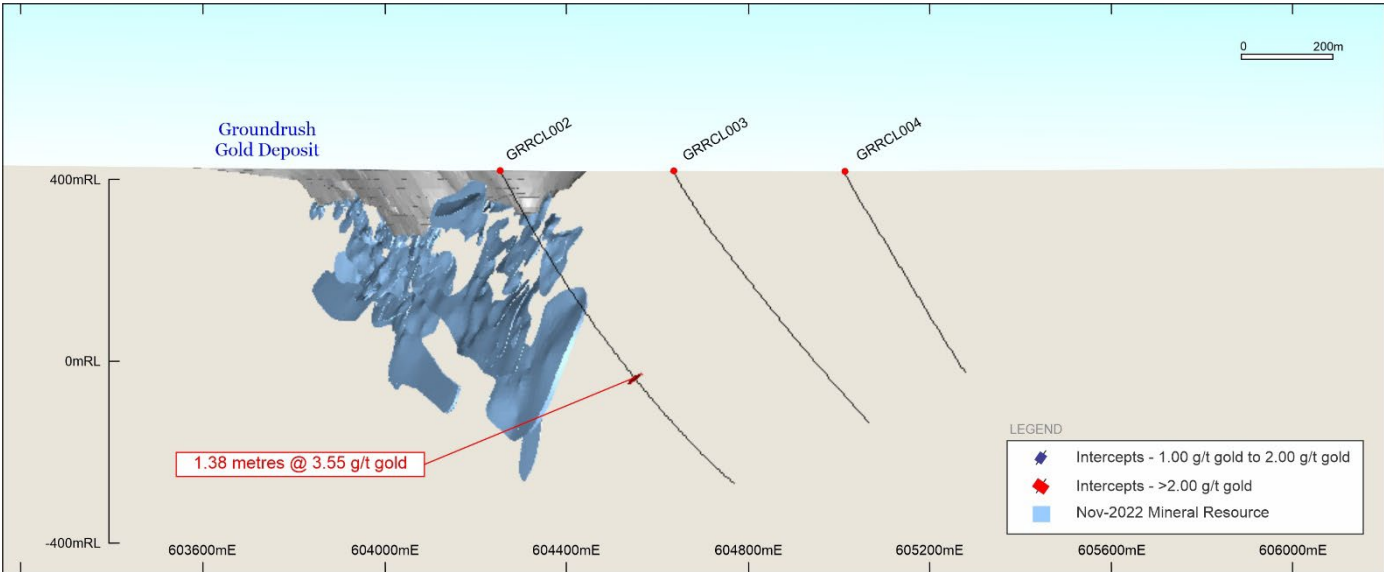 0 200m
Groundrush
Gold Deposit
GRRCL002
GRRCL003
GRRCL004
400mRL
0mRL
-400mRL
1.38 metres @ 3.55 g/t gold
LEGEND
Intercepts - 1.00 g/t gold to 2.00 g/t gold
Intercepts - >2.00 g/t gold
Nov-2022 Mineral Resource
603600mE 604000mE 604400mE 604800mE 605200mE 605600mE 606000mE